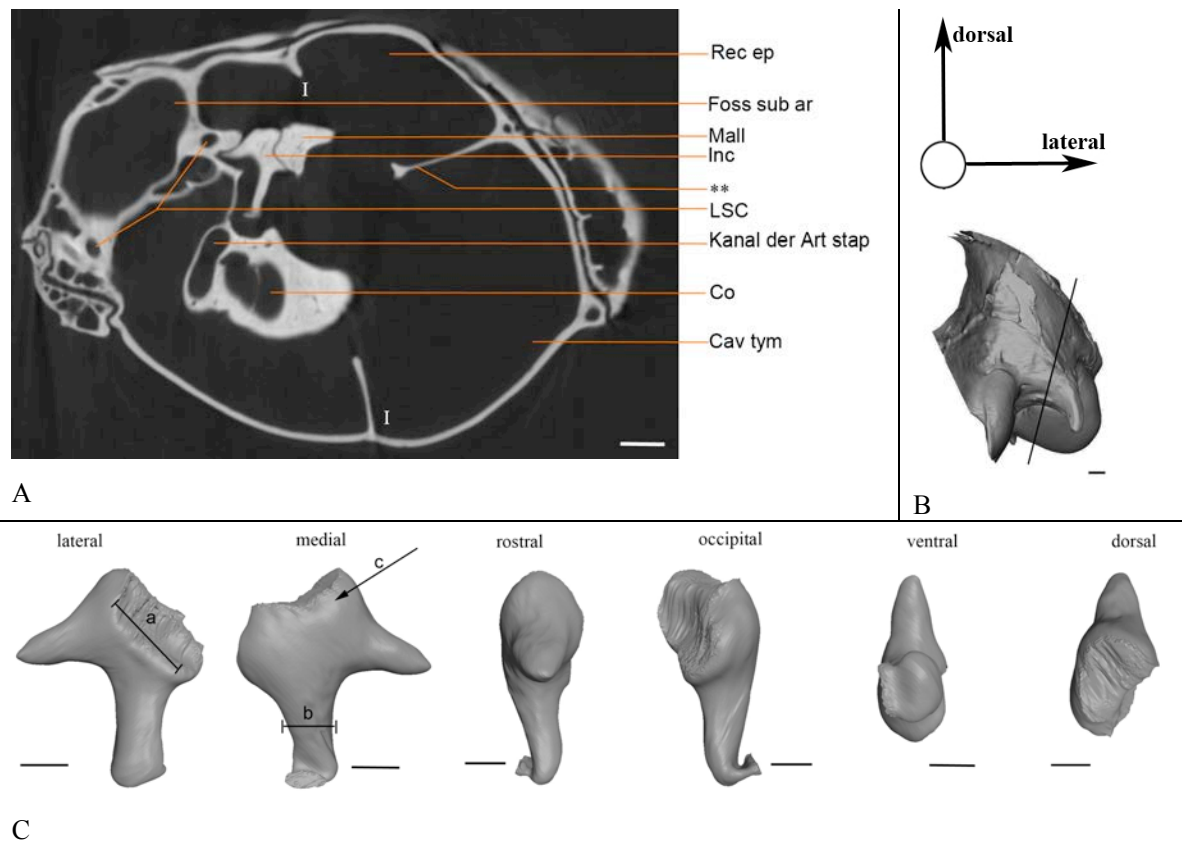 Rec ep
I
Foss sub ar
Mall
Inc
**
LSC
Kanal der Art stap
Co
Cav tym
I
A
dorsal
lateral
B
lateral
medial
rostral
occipital
ventral
dorsal
c
a
b
C